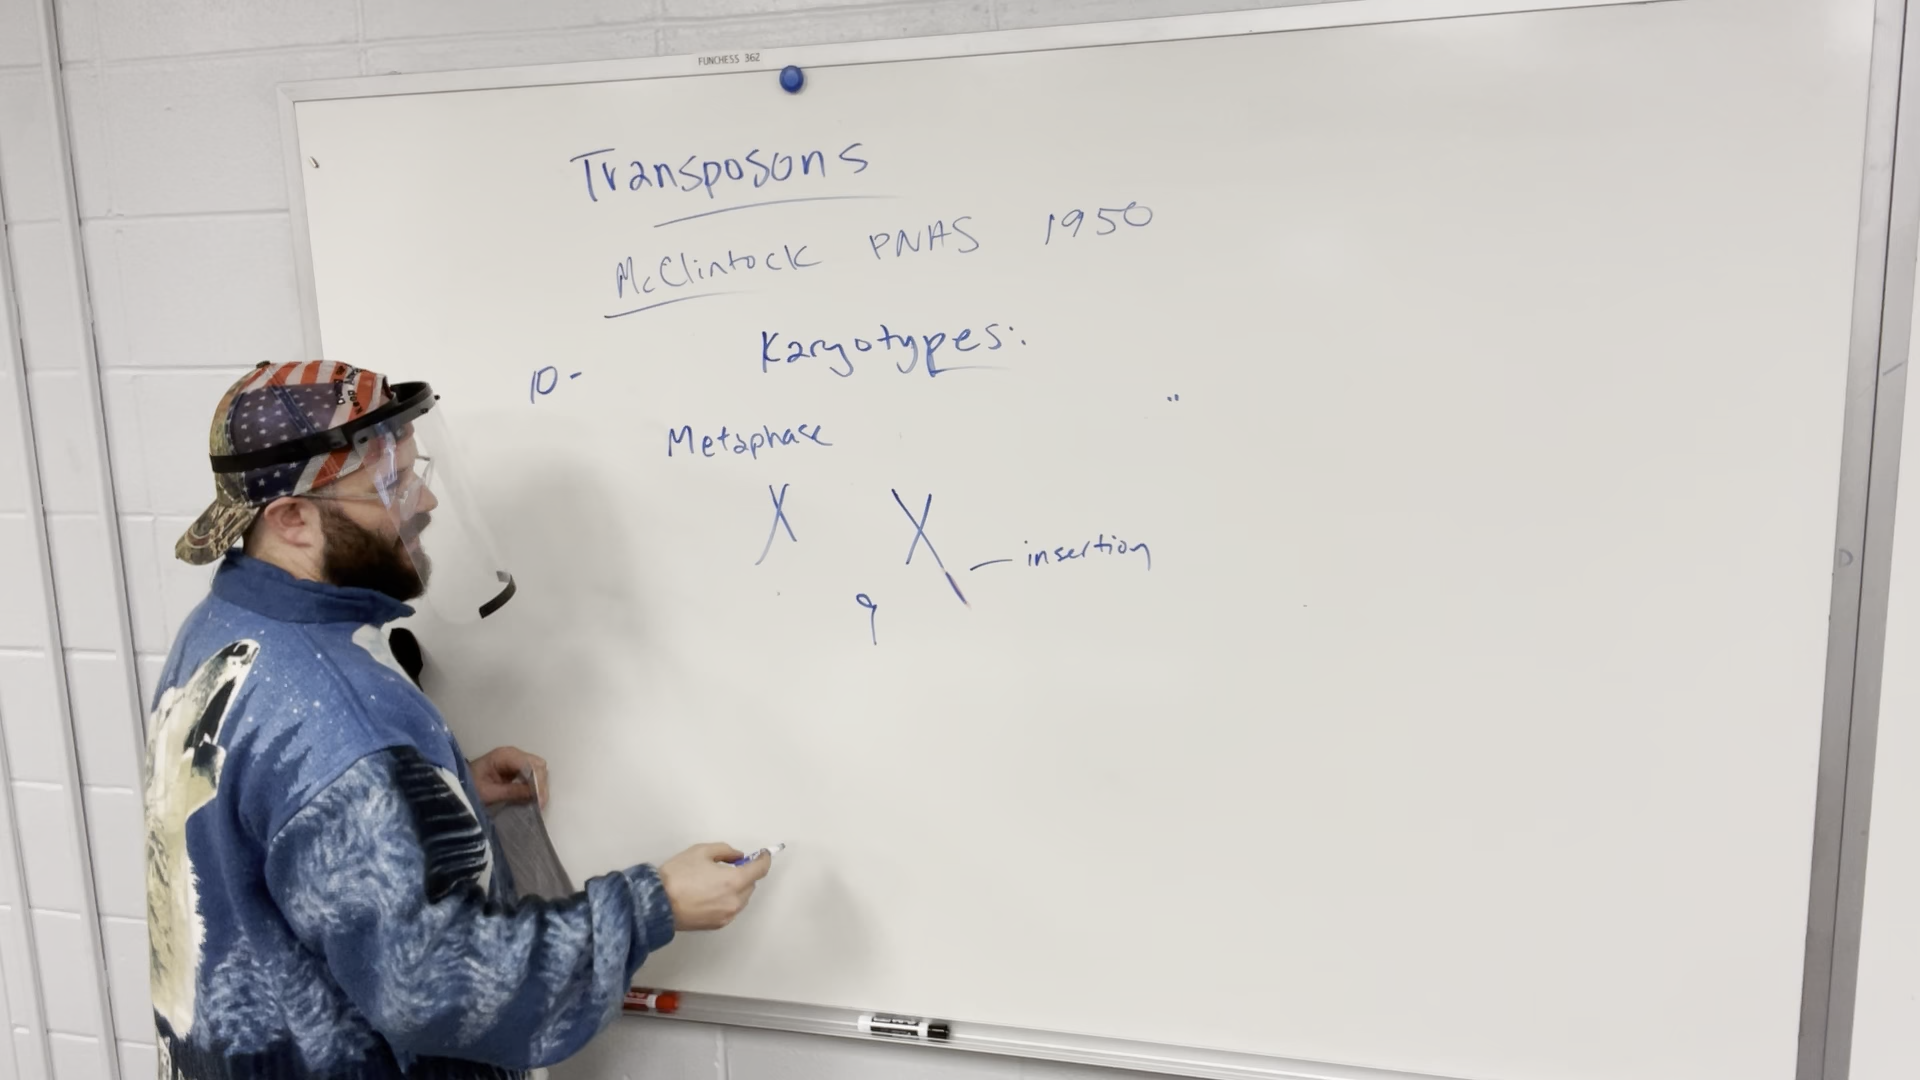 FUNCHESS 362
Transposons
McClintock PNAS 1950
Karyotypes:
10-
"
Metaphase
X X — insertion
9